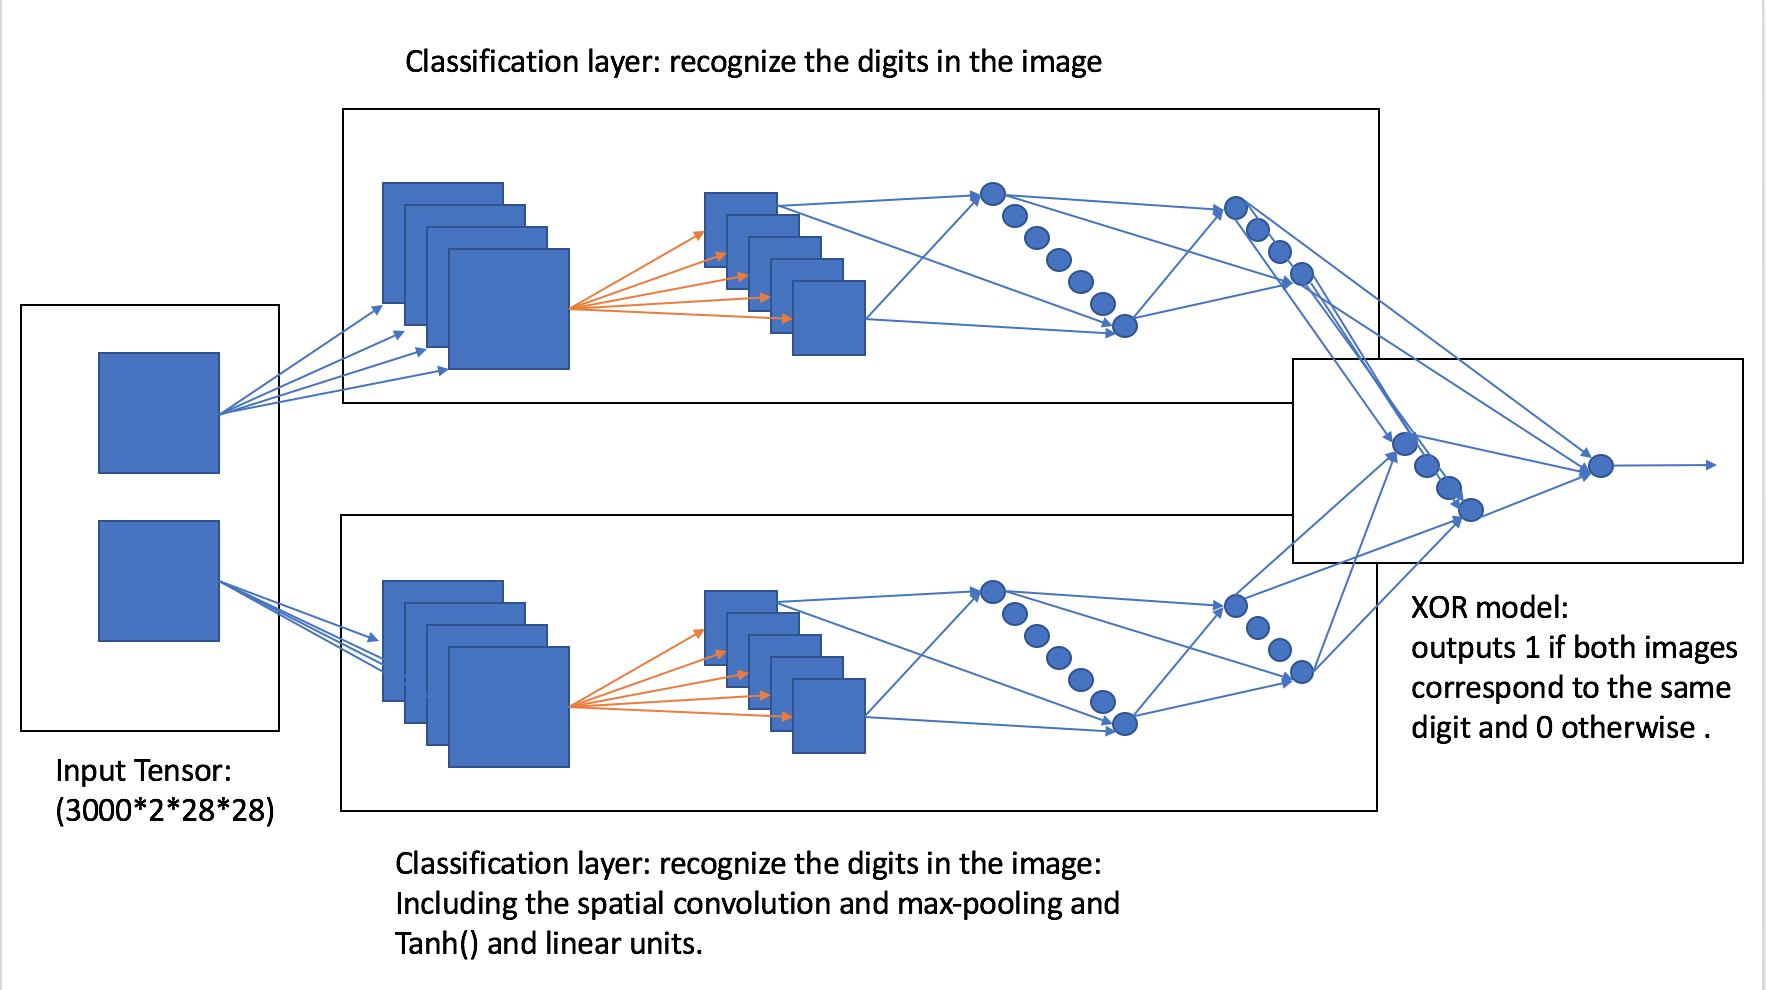 Classification layer: recognize the digits in the image
Input Tensor:
(3000*2*28*28)
XOR model:
outputs 1 if both images
correspond to the same
digit and 0 otherwise .
Classification layer: recognize the digits in the image:
Including the spatial convolution and max-pooling and
Tanh() and linear units.